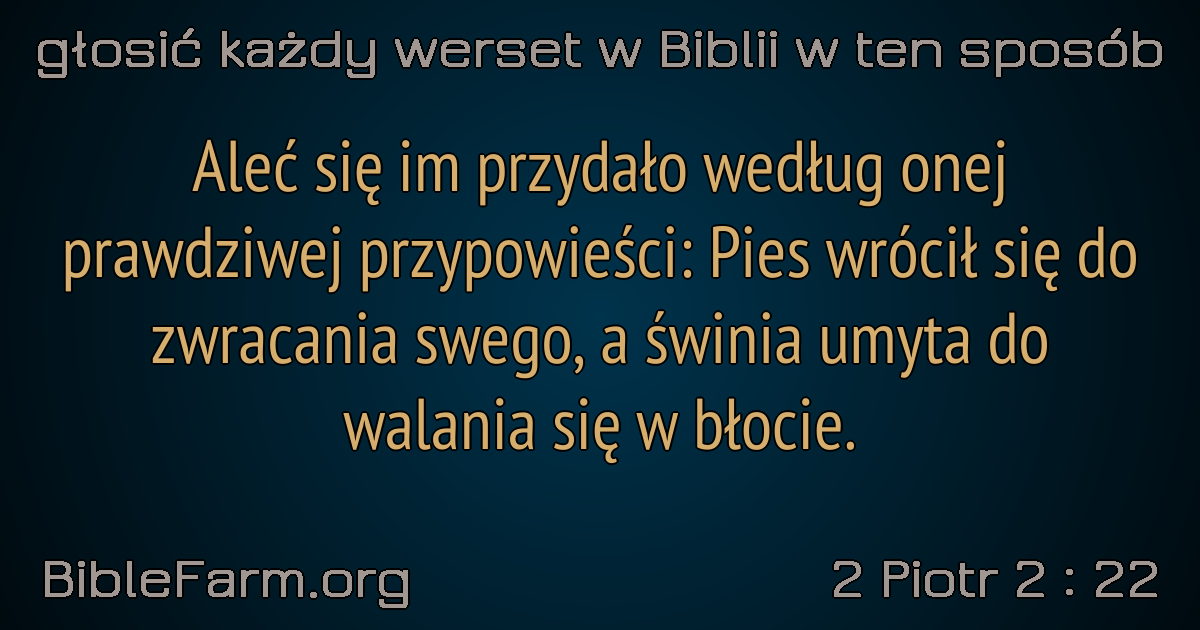 głosić każdy werset w Biblii w ten sposób
Aleć się im przydało według onej
prawdziwej przypowieści: Pies wrócił się do
zwracania swego, a świnia umyta do
walania się w błocie.
BibleFarm.org
2 Piotr 2 : 22